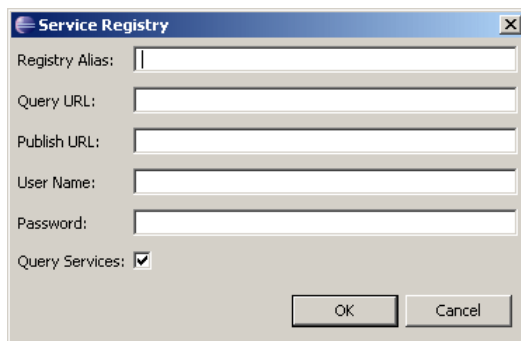 Service Registry
Registry Alias:
Query URL:
Publish URL:
User Name:
Password:
Query Services:
OK Cancel